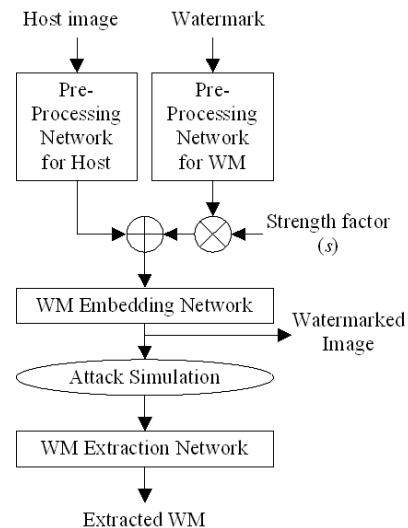 Host image
Watermark
Pre-
Processing
Network
for Host
Pre-
Processing
Network
for WM
Strength factor
(s)
WM Embedding Network
Watermarked
Image
Attack Simulation
WM Extraction Network
Extracted WM